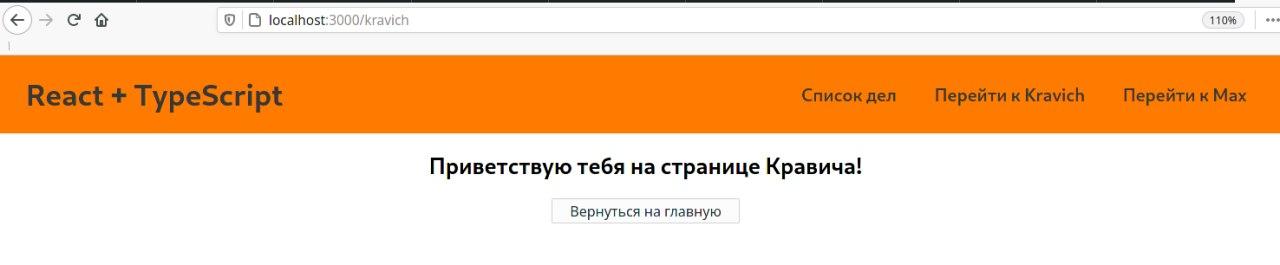 localhost:3000/kravich
110%
React + TypeScript
Список дел
Перейти к Kravich
Перейти к Max
Приветствую тебя на странице Кравича!
Вернуться на главную